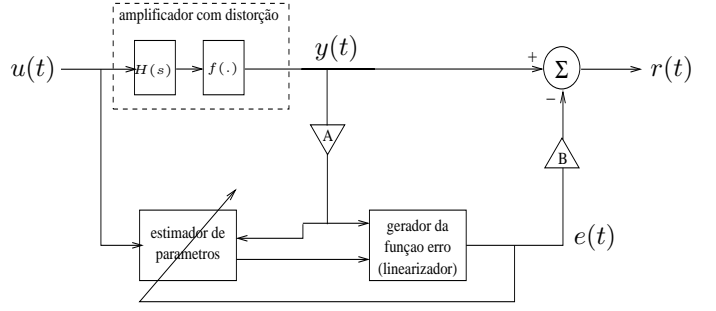 amplificador com distorção
u(t)
H(s)
f(.)
y(t)
+
Σ
r(t)
−
A
B
estimador de
parametros
gerador da
funçao erro
(linearizador)
e(t)